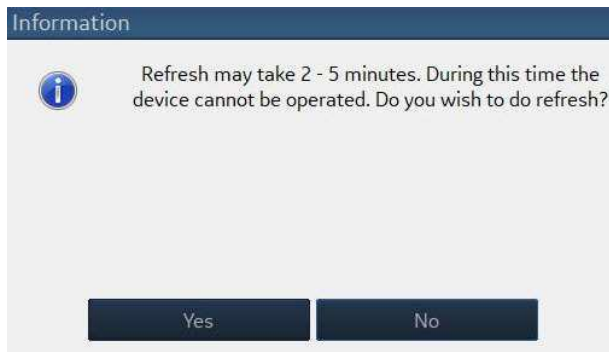 Information
Refresh may take 2 - 5 minutes. During this time the
device cannot be operated. Do you wish to do refresh?
Yes
No